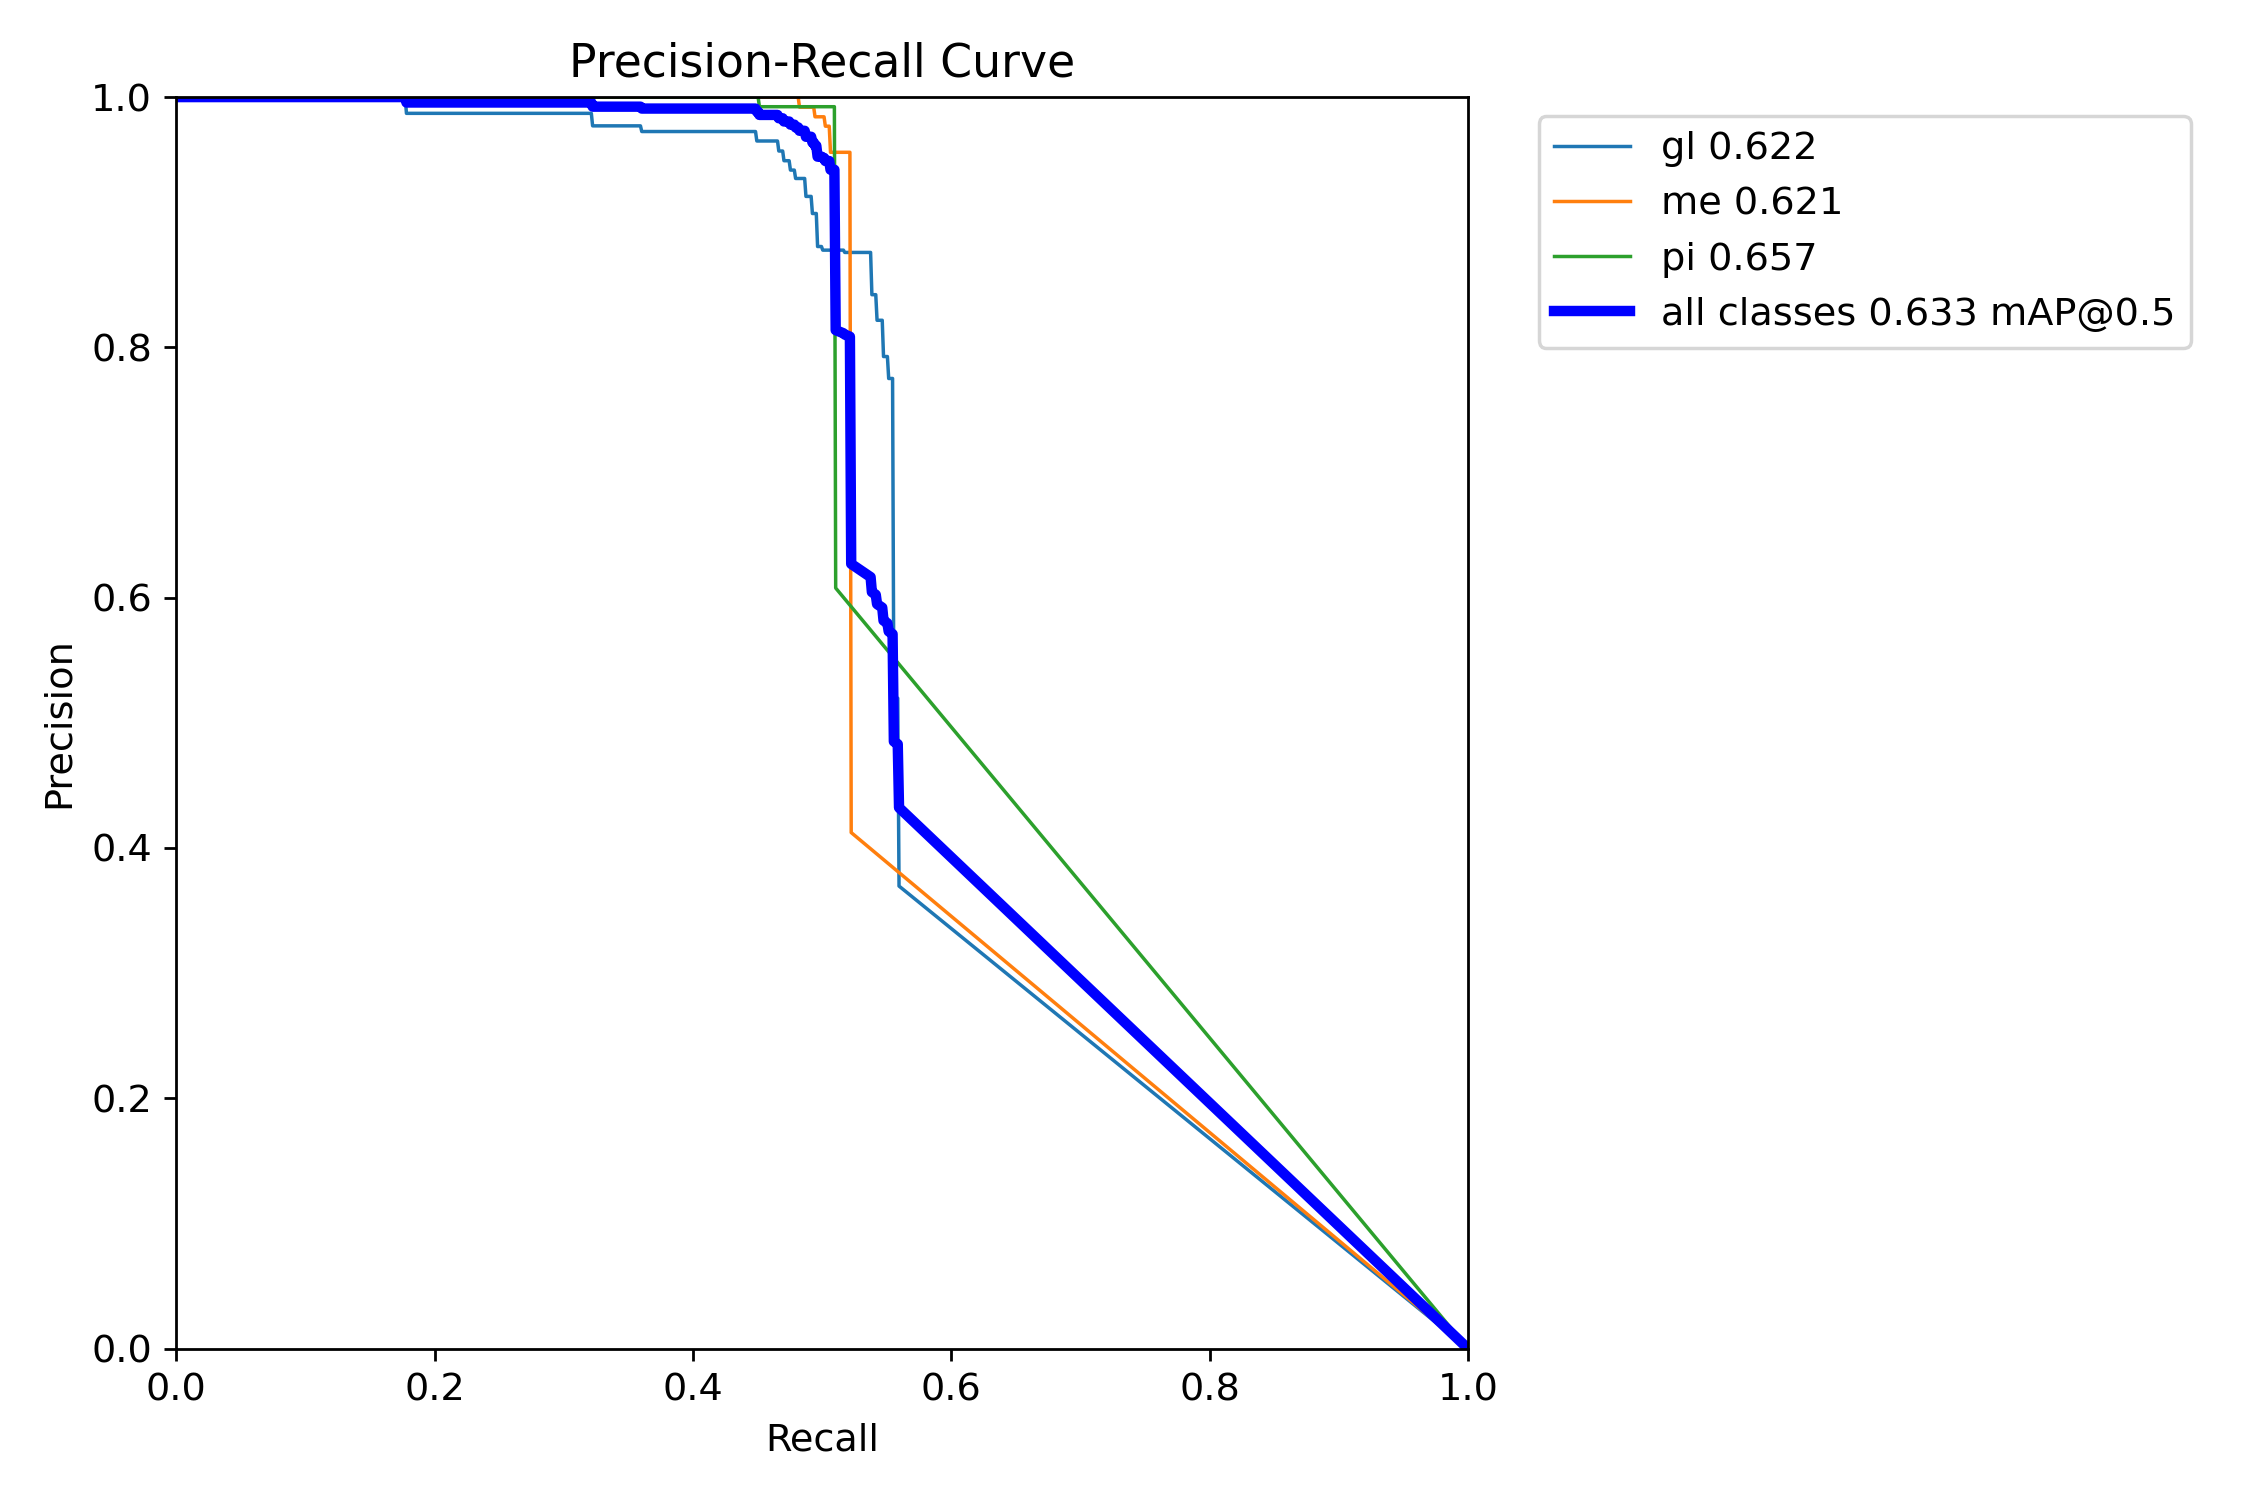 Precision-Recall Curve
1.0
0.8
0.6
0.4
0.2
0.0
Precision
0.0 0.2 0.4 0.6 0.8 1.0
Recall
gl 0.622
me 0.621
pi 0.657
all classes 0.633 mAP@0.5